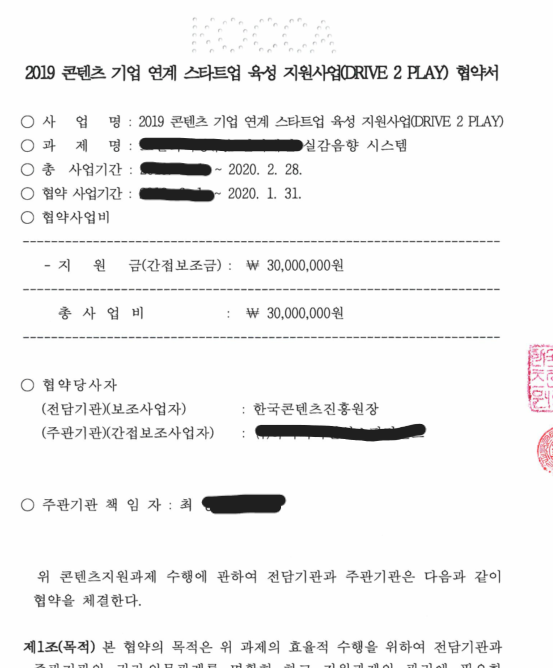 KOCCA
2019 콘텐츠 기업 연계 스타트업 육성 지원사업(DRIVE 2 PLAY) 협약서
○ 사 업 명 : 2019 콘텐츠 기업 연계 스타트업 육성 지원사업(DRIVE 2 PLAY)
○ 과 제 명 : 실감음향 시스템
○ 총 사업기간 : ~ 2020. 2. 28.
○ 협약 사업기간 : ~ 2020. 1. 31.
○ 협약사업비
- 지 원 금(간접보조금) : ₩ 30,000,000원
총 사 업 비 : ₩ 30,000,000원
○ 협약당사자
(전담기관)(보조사업자) : 한국콘텐츠진흥원장
(주관기관)(간접보조사업자) :
○ 주관기관 책 임 자 : 최
위 콘텐츠지원과제 수행에 관하여 전담기관과 주관기관은 다음과 같이
협약을 체결한다.
제1조(목적) 본 협약의 목적은 위 과제의 효율적 수행을 위하여 전담기관과